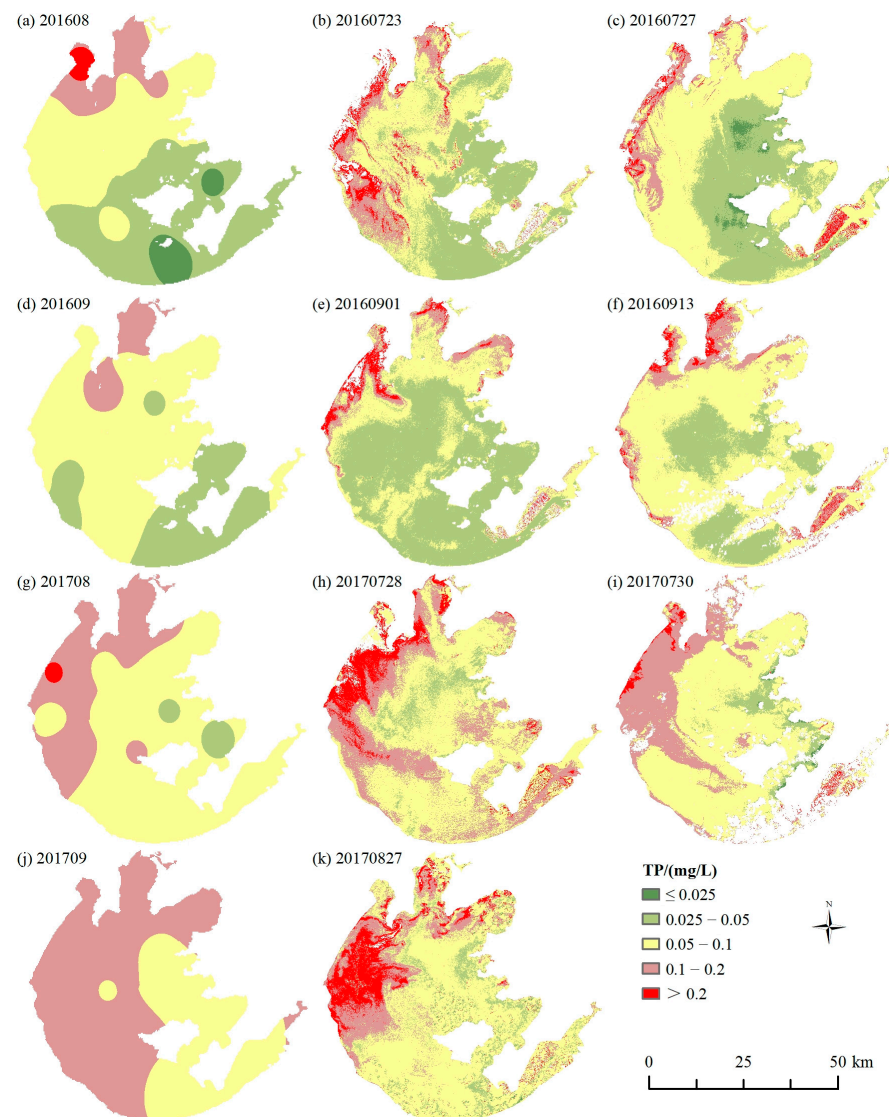 (a) 201608
(b) 20160723
(c) 20160727
(d) 201609
(e) 20160901
(f) 20160913
(g) 201708
(h) 20170728
(i) 20170730
(j) 201709
(k) 20170827
TP/(mg/L)
≤ 0.025
0.025 − 0.05
0.05 − 0.1
0.1 − 0.2
> 0.2
N
0 25 50 km